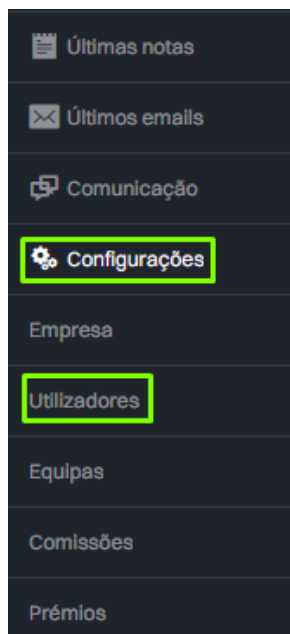 Últimas notas
Últimos emails
Comunicação
Configurações
Empresa
Utilizadores
Equipas
Comissões
Prémios